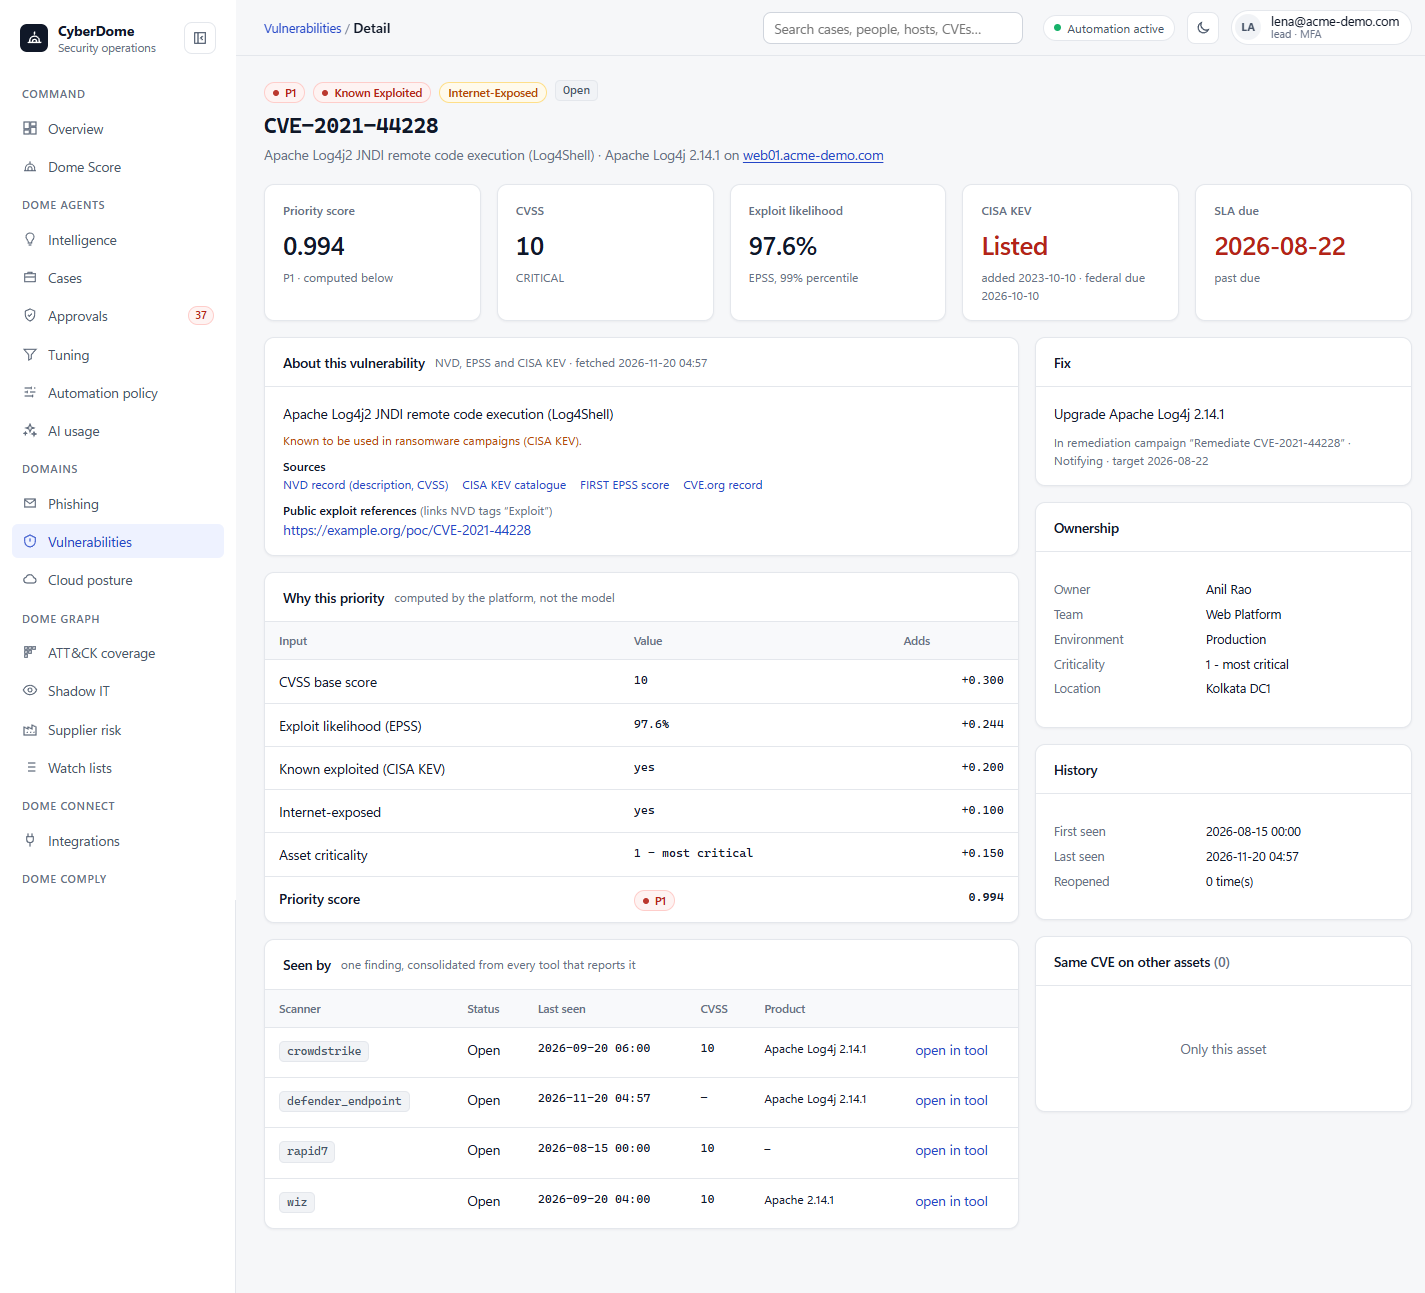 CyberDome
Security operations
Vulnerabilities / Detail
Search cases, people, hosts, CVEs...
Automation active
LA
lena@acme-demo.com
lead · MFA
COMMAND
Overview
Dome Score
DOME AGENTS
Intelligence
Cases
Approvals
37
Tuning
Automation policy
AI usage
DOMAINS
Phishing
Vulnerabilities
Cloud posture
DOME GRAPH
ATT&CK coverage
Shadow IT
Supplier risk
Watch lists
DOME CONNECT
Integrations
DOME COMPLY
P1
Known Exploited
Internet-Exposed
Open
CVE-2021-44228
Apache Log4j2 JNDI remote code execution (Log4Shell) · Apache Log4j 2.14.1 on web01.acme-demo.com
Priority score
0.994
P1 · computed below
CVSS
10
CRITICAL
Exploit likelihood
97.6%
EPSS, 99% percentile
CISA KEV
Listed
added 2023-10-10 · federal due
2026-10-10
SLA due
2026-08-22
past due
About this vulnerability NVD, EPSS and CISA KEV · fetched 2026-11-20 04:57
Apache Log4j2 JNDI remote code execution (Log4Shell)
Known to be used in ransomware campaigns (CISA KEV).
Sources
NVD record (description, CVSS) CISA KEV catalogue FIRST EPSS score CVE.org record
Public exploit references (links NVD tags "Exploit")
https://example.org/poc/CVE-2021-44228
Why this priority computed by the platform, not the model
Input Value Adds
CVSS base score 10 +0.300
Exploit likelihood (EPSS) 97.6% +0.244
Known exploited (CISA KEV) yes +0.200
Internet-exposed yes +0.100
Asset criticality 1 - most critical +0.150
Priority score P1 0.994
Seen by one finding, consolidated from every tool that reports it
Scanner Status Last seen CVSS Product
crowdstrike Open 2026-09-20 06:00 10 Apache Log4j 2.14.1 open in tool
defender_endpoint Open 2026-11-20 04:57 – Apache Log4j 2.14.1 open in tool
rapid7 Open 2026-08-15 00:00 10 – open in tool
wiz Open 2026-09-20 04:00 10 Apache 2.14.1 open in tool
Fix
Upgrade Apache Log4j 2.14.1
In remediation campaign "Remediate CVE-2021-44228" ·
Notifying · target 2026-08-22
Ownership
Owner Anil Rao
Team Web Platform
Environment Production
Criticality 1 - most critical
Location Kolkata DC1
History
First seen 2026-08-15 00:00
Last seen 2026-11-20 04:57
Reopened 0 time(s)
Same CVE on other assets (0)
Only this asset